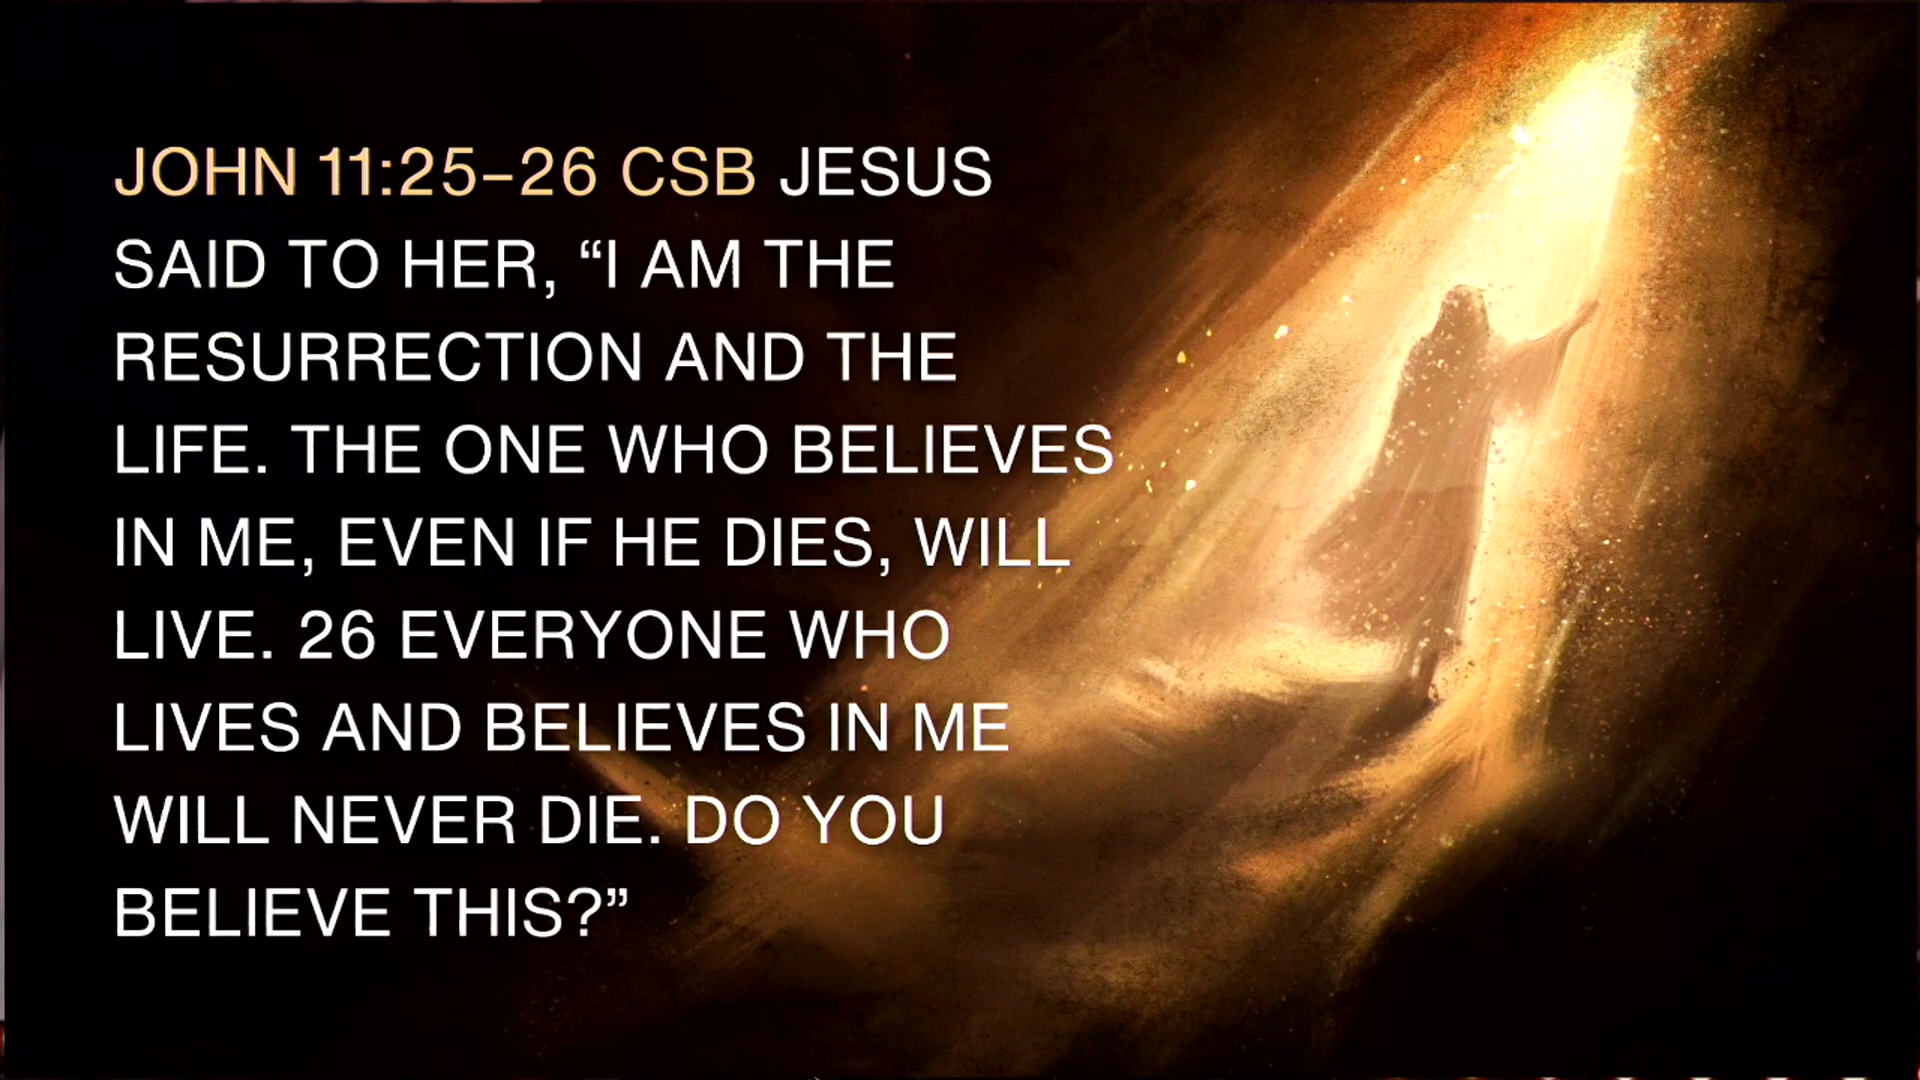 JOHN 11:25–26 CSB JESUS
SAID TO HER, “I AM THE
RESURRECTION AND THE
LIFE. THE ONE WHO BELIEVES
IN ME, EVEN IF HE DIES, WILL
LIVE. 26 EVERYONE WHO
LIVES AND BELIEVES IN ME
WILL NEVER DIE. DO YOU
BELIEVE THIS?”